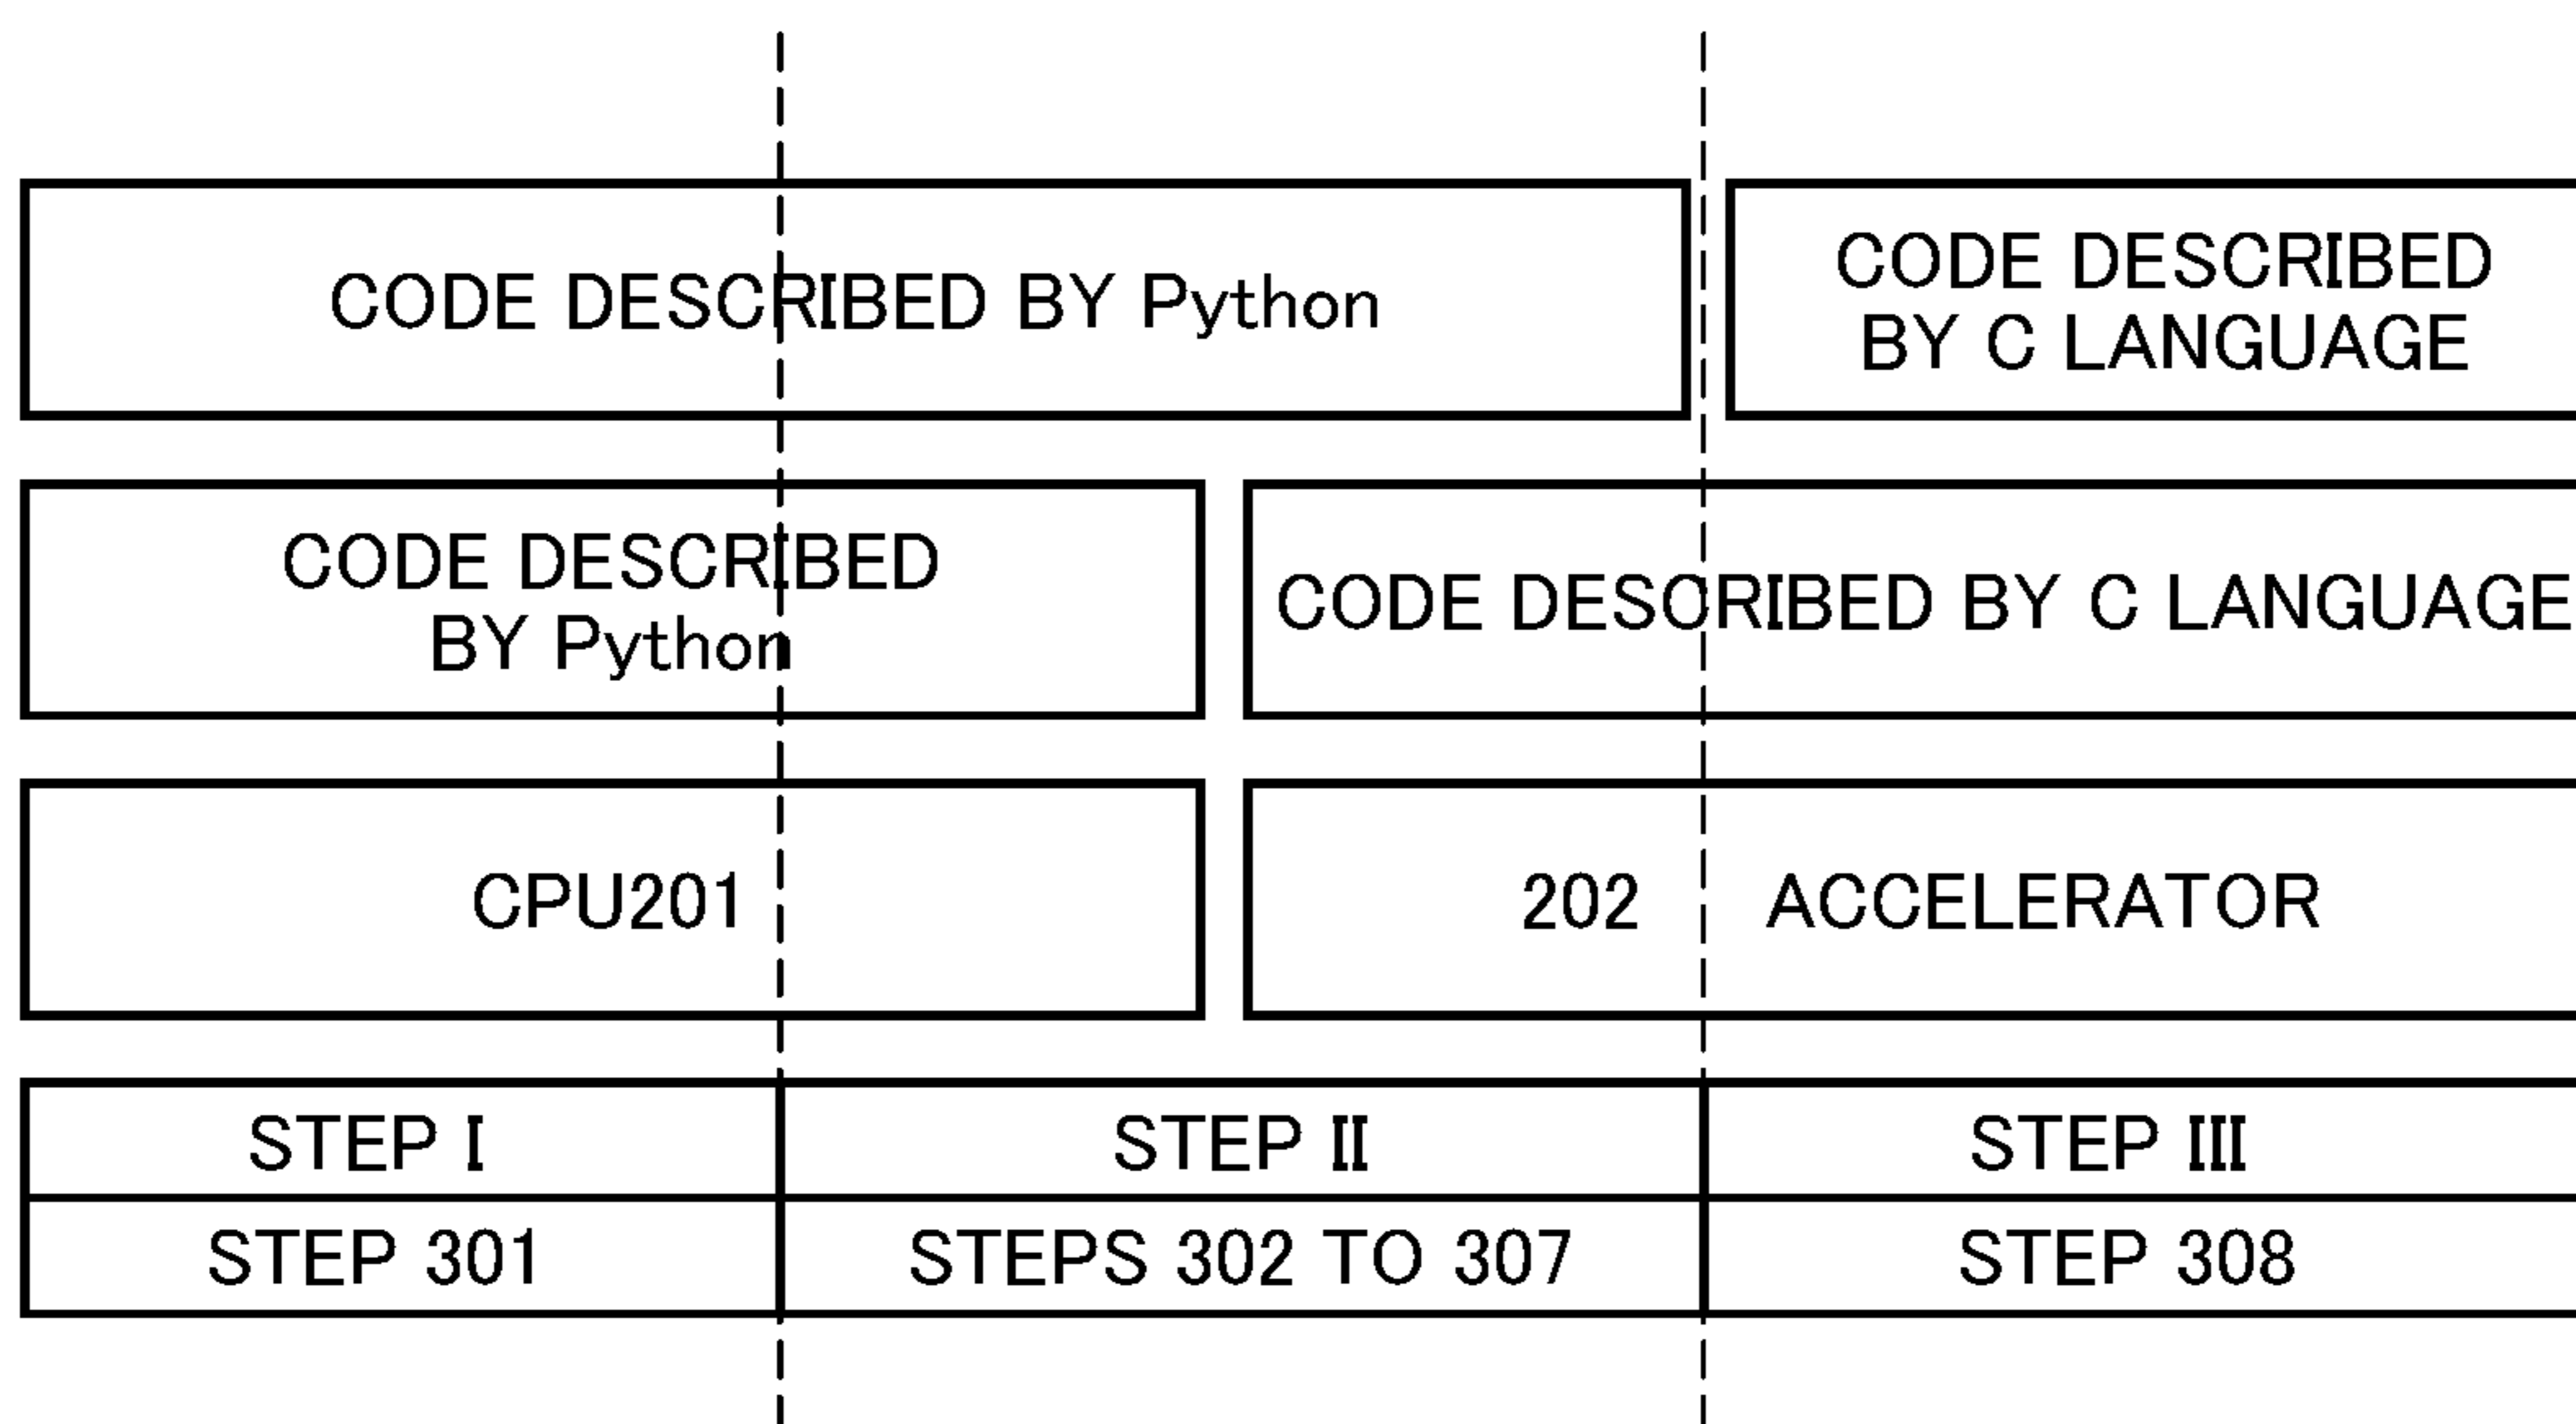 CODE DESCRIBED BY Python
CODE DESCRIBED
BY C LANGUAGE
CODE DESCRIBED
BY Python
CODE DESCRIBED BY C LANGUAGE
CPU201
202 ACCELERATOR
STEP I
STEP II
STEP III
STEP 301
STEPS 302 TO 307
STEP 308